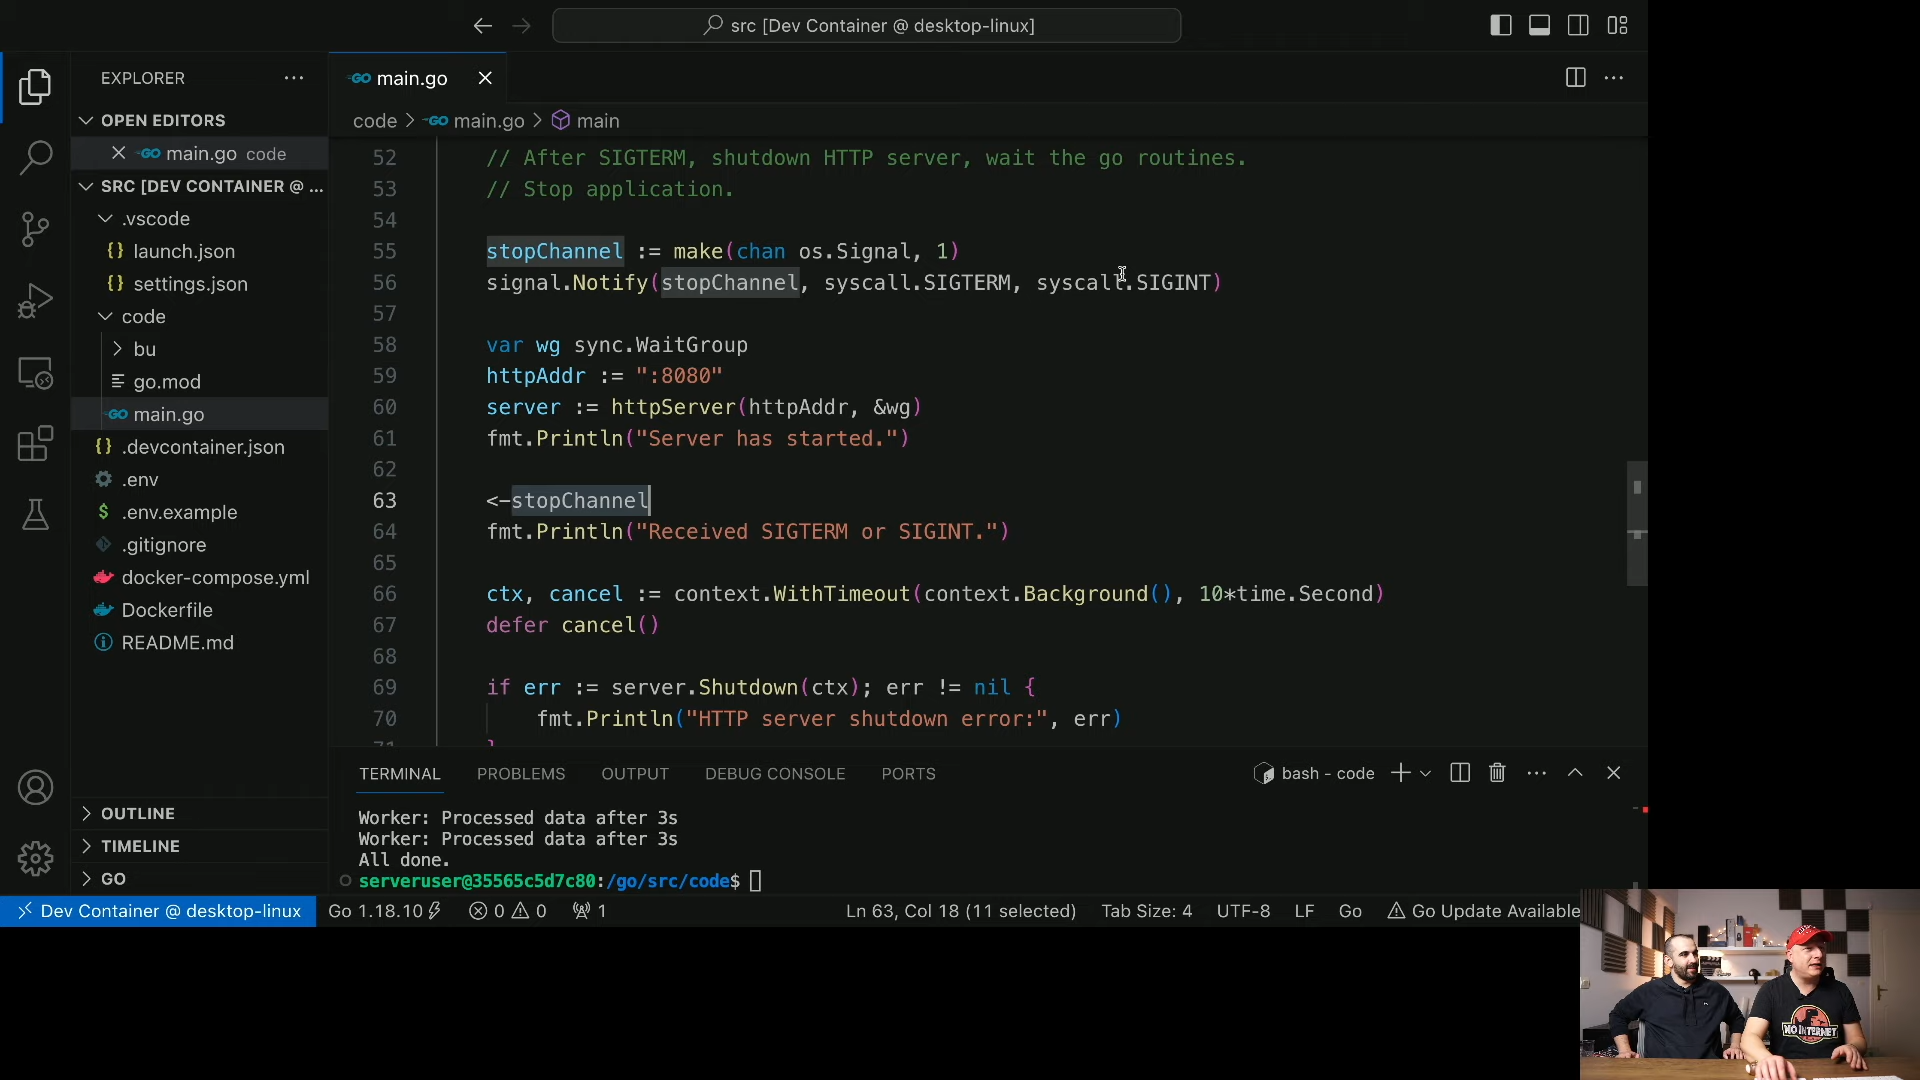 src [Dev Container @ desktop-linux]
EXPLORER
main.go
OPEN EDITORS
main.go code
code > main.go > main
SRC [DEV CONTAINER @ ...
.vscode
launch.json
settings.json
code
bu
go.mod
main.go
.devcontainer.json
.env
.env.example
.gitignore
docker-compose.yml
Dockerfile
README.md
OUTLINE
TIMELINE
GO
52 // After SIGTERM, shutdown HTTP server, wait the go routines.
53 // Stop application.
54
55 stopChannel := make(chan os.Signal, 1)
56 signal.Notify(stopChannel, syscall.SIGTERM, syscall.SIGINT)
57
58 var wg sync.WaitGroup
59 httpAddr := ":8080"
60 server := httpServer(httpAddr, &wg)
61 fmt.Println("Server has started.")
62
63 <-stopChannel
64 fmt.Println("Received SIGTERM or SIGINT.")
65
66 ctx, cancel := context.WithTimeout(context.Background(), 10*time.Second)
67 defer cancel()
68
69 if err := server.Shutdown(ctx); err != nil {
70 fmt.Println("HTTP server shutdown error:", err)
71 }
TERMINAL PROBLEMS OUTPUT DEBUG CONSOLE PORTS bash - code
Worker: Processed data after 3s
Worker: Processed data after 3s
All done.
serveruser@35565c5d7c80:/go/src/code$
Dev Container @ desktop-linux Go 1.18.10 0 0 1 Ln 63, Col 18 (11 selected) Tab Size: 4 UTF-8 LF Go Go Update Available
NO INTERNET